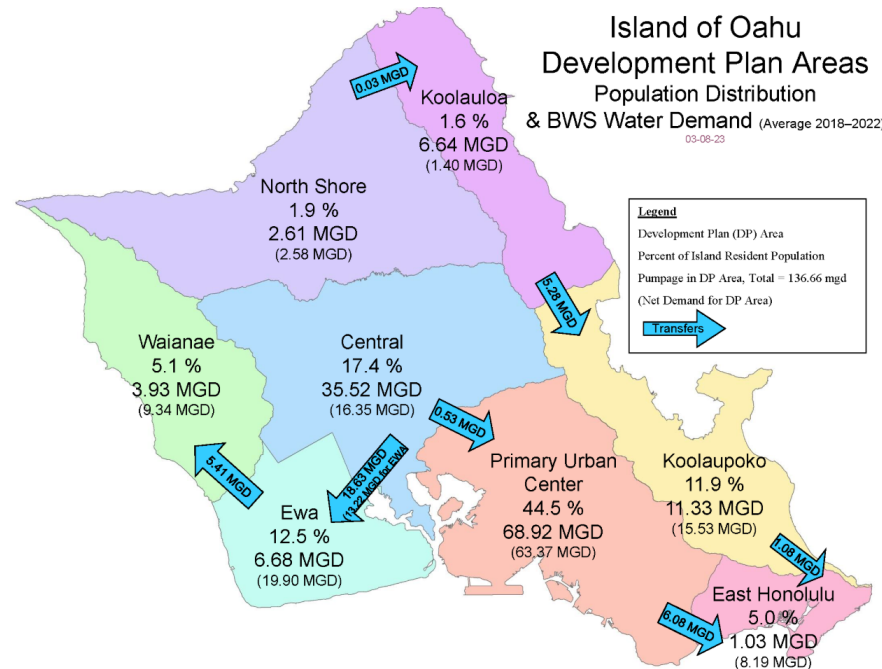 Island of Oahu
Development Plan Areas
Population Distribution
& BWS Water Demand (Average 2018–2022)
03-08-23
0.03 MGD
Koolauloa
1.6 %
6.64 MGD
(1.40 MGD)
North Shore
1.9 %
2.61 MGD
(2.58 MGD)
Legend
Development Plan (DP) Area
Percent of Island Resident Population
Pumpage in DP Area, Total = 136.66 mgd
(Net Demand for DP Area)
Transfers
5.28 MGD
Waianae
5.1 %
3.93 MGD
(9.34 MGD)
Central
17.4 %
35.52 MGD
(16.35 MGD)
0.53 MGD
5.41 MGD
18.63 MGD
(13.22 MGD for EWA)
Ewa
12.5 %
6.68 MGD
(19.90 MGD)
Primary Urban
Center
44.5 %
68.92 MGD
(63.37 MGD)
Koolaupoko
11.9 %
11.33 MGD
(15.53 MGD)
1.08 MGD
6.08 MGD
East Honolulu
5.0 %
1.03 MGD
(8.19 MGD)